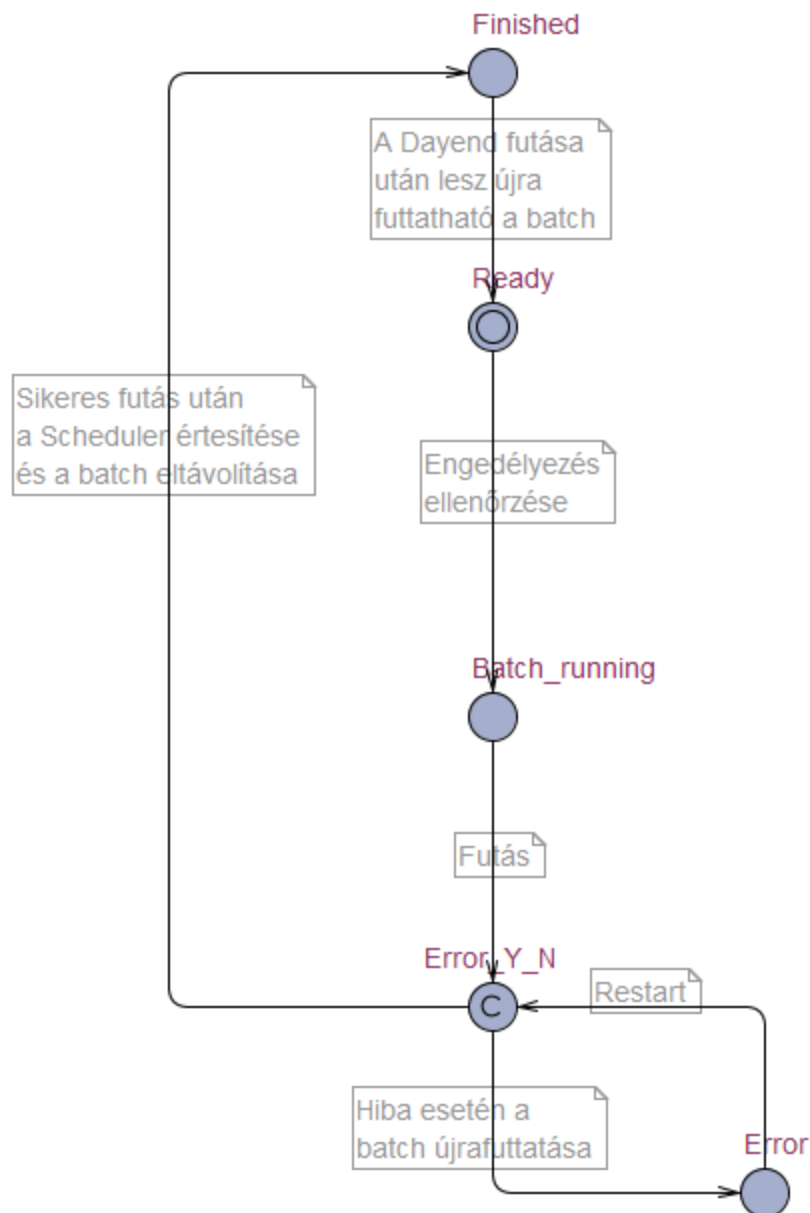 Finished
A Dayend futása
után lesz újra
futtatható a batch
Ready
Sikeres futás után
a Scheduler értesítése
és a batch eltávolítása
Engedélyezés
ellenőrzése
Batch_running
Futás
Error_Y_N
C
Restart
Hiba esetén a
batch újrafuttatása
Error